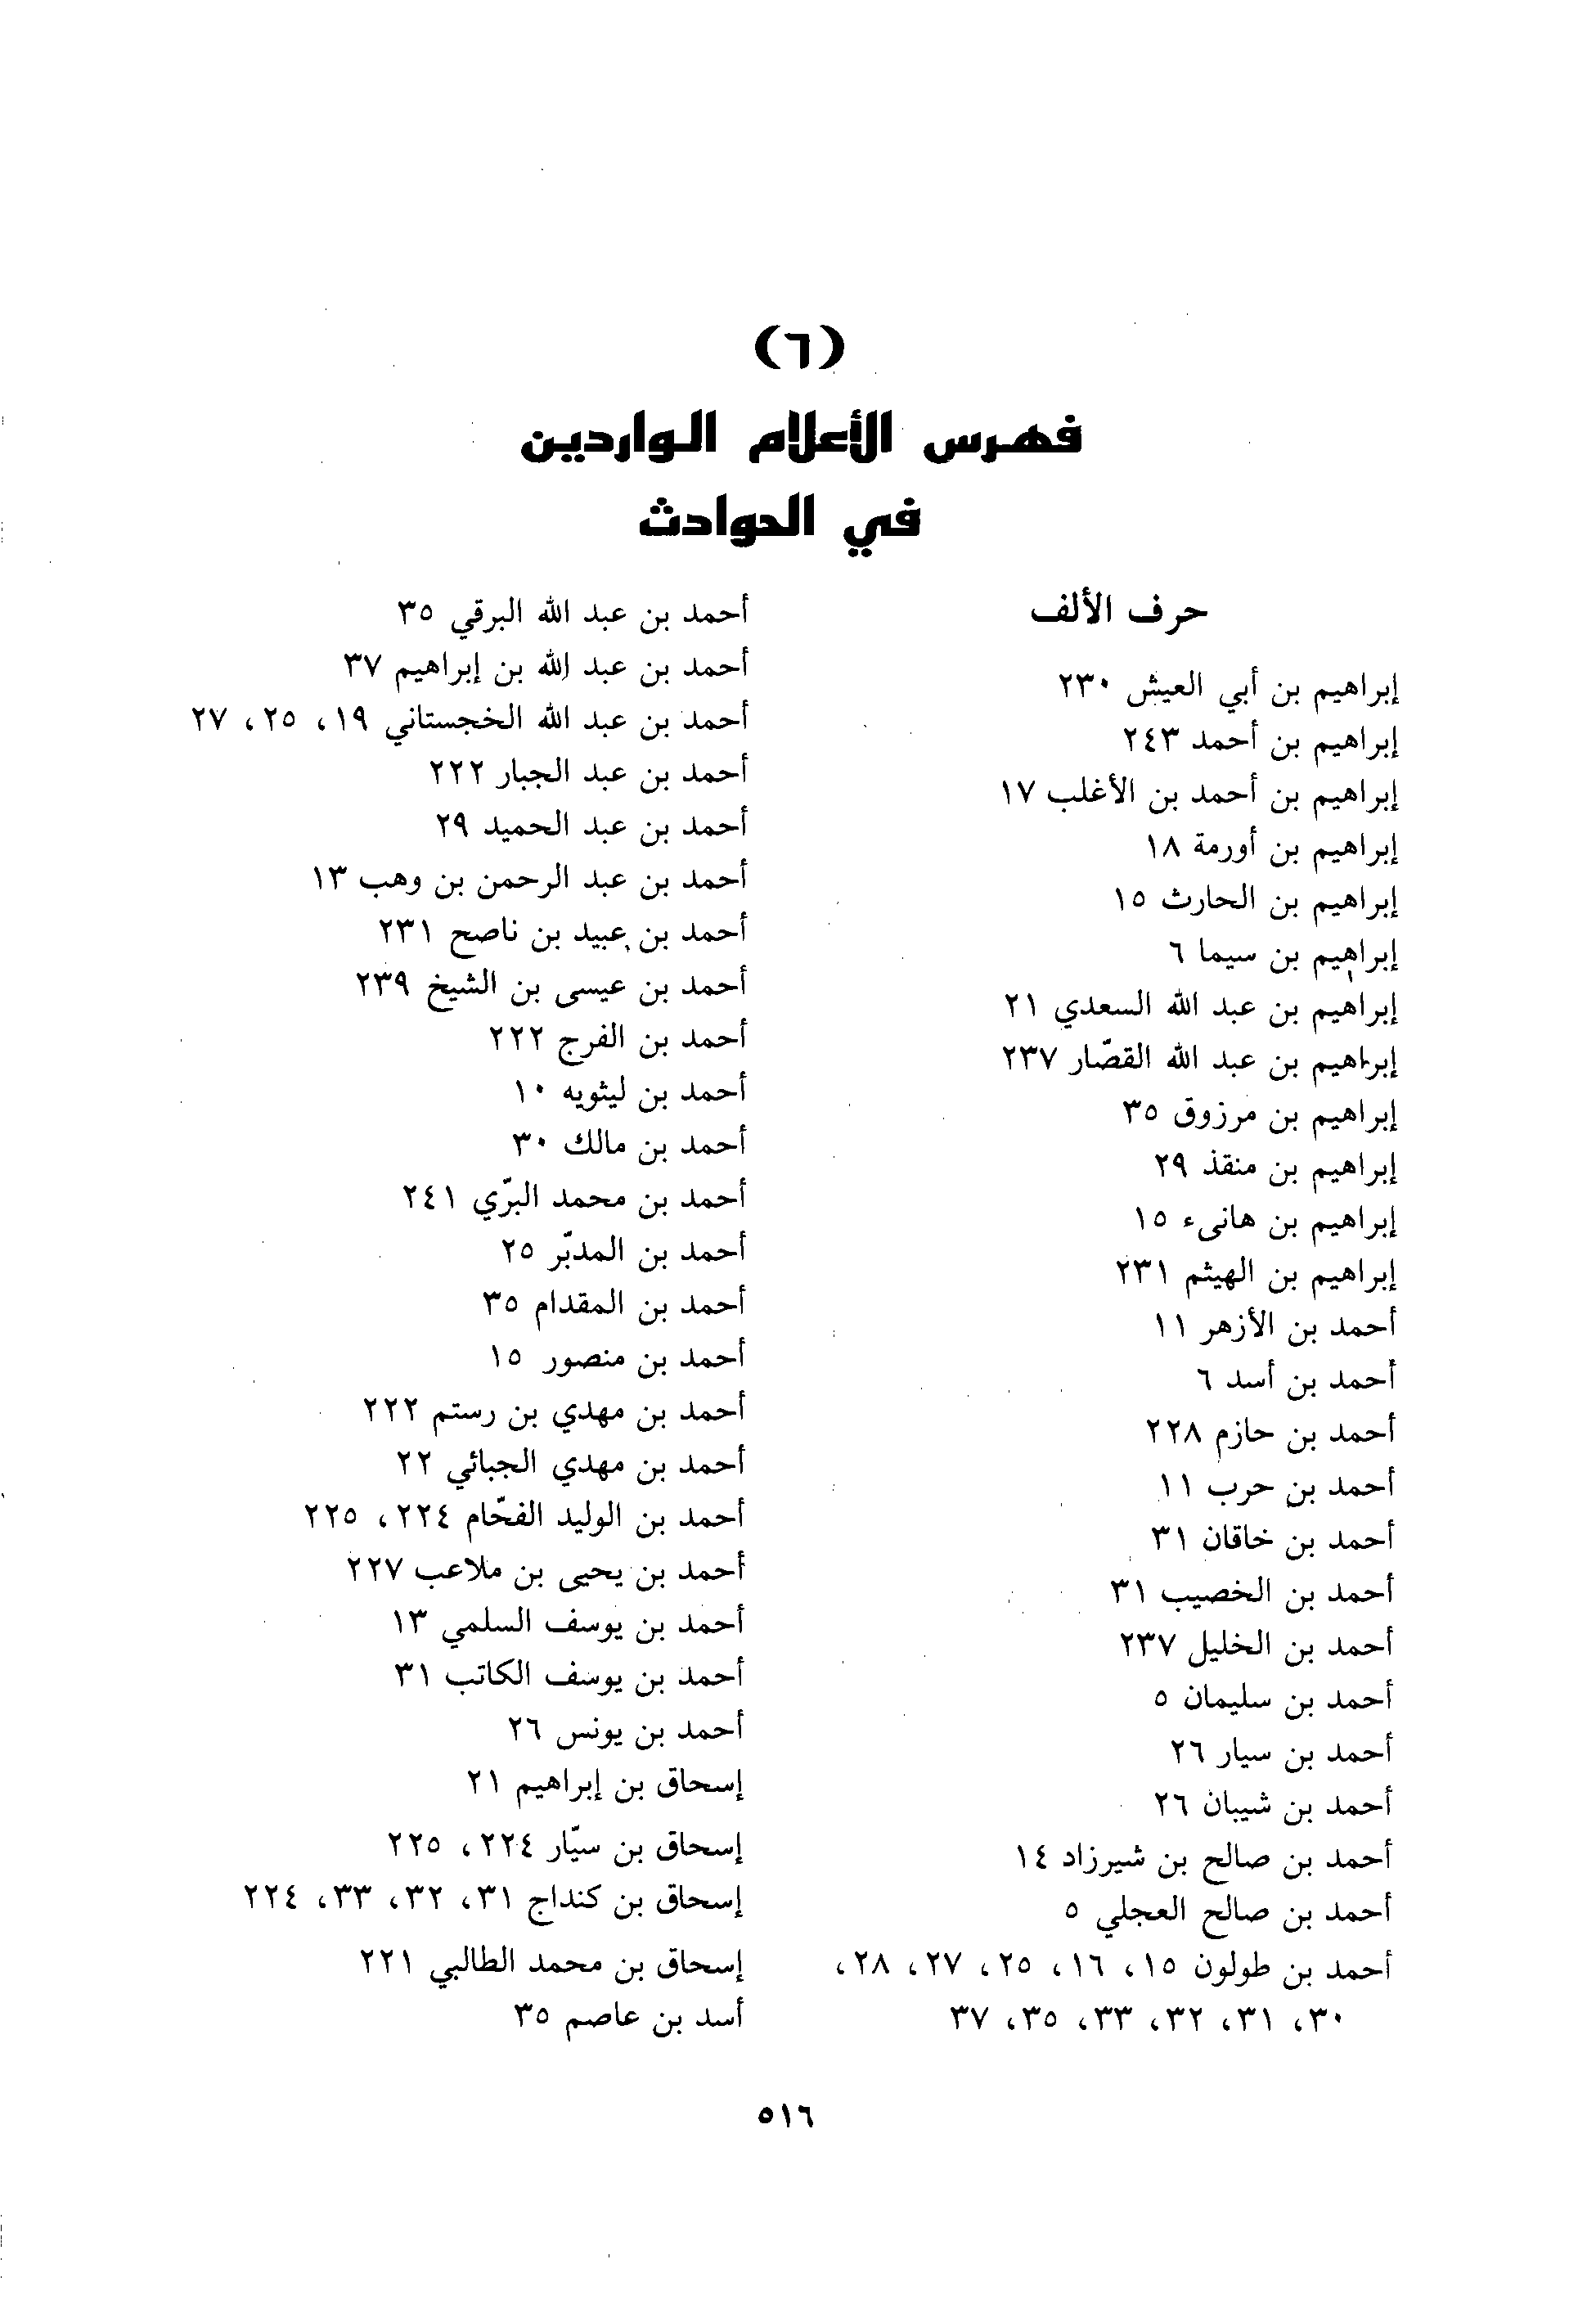 (٦)
فهرس الأعلام الواردين
في الحوادث
حرف الألف
إبراهيم بن أبي العيش ٢٣٠
إبراهيم بن أحمد ٢٤٣
إبراهيم بن أحمد بن الأغلب ١٧
إبراهيم بن أورمة ١٨
إبراهيم بن الحارث ١٥
إبراهيم بن سيما ٦
إبراهيم بن عبد الله السعدي ٢١
إبراهيم بن عبد الله القصّار ٢٣٧
إبراهيم بن مرزوق ٣٥
إبراهيم بن منقذ ٢٩
إبراهيم بن هانىء ١٥
إبراهيم بن الهيثم ٢٣١
أحمد بن الأزهر ١١
أحمد بن أسد ٦
أحمد بن حازم ٢٢٨
أحمد بن حرب ١١
أحمد بن خاقان ٣١
أحمد بن الخصيب ٣١
أحمد بن الخليل ٢٣٧
أحمد بن سليمان ٥
أحمد بن سيار ٢٦
أحمد بن شيبان ٢٦
أحمد بن صالح بن شيرزاد ١٤
أحمد بن صالح العجلي ٥
أحمد بن طولون ١٥، ١٦، ٢٥، ٢٧، ٢٨،
٣٠، ٣١، ٣٢، ٣٣، ٣٥، ٣٧
أحمد بن عبد الله البرقي ٣٥
أحمد بن عبد الله بن إبراهيم ٣٧
أحمد بن عبد الله الخجستاني ١٩، ٢٥، ٢٧
أحمد بن عبد الجبار ٢٢٢
أحمد بن عبد الحميد ٢٩
أحمد بن عبد الرحمن بن وهب ١٣
أحمد بن عبيد بن ناصح ٢٣١
أحمد بن عيسى بن الشيخ ٢٣٩
أحمد بن الفرج ٢٢٢
أحمد بن ليثويه ١٠
أحمد بن مالك ٣٠
أحمد بن محمد البرّي ٢٤١
أحمد بن المدبّر ٢٥
أحمد بن المقدام ٣٥
أحمد بن منصور ١٥
أحمد بن مهدي بن رستم ٢٢٢
أحمد بن مهدي الجبائي ٢٢
أحمد بن الوليد الفحّام ٢٢٤، ٢٢٥
أحمد بن يحيى بن ملاعب ٢٢٧
أحمد بن يوسف السلمي ١٣
أحمد بن يوسف الكاتب ٣١
أحمد بن يونس ٢٦
إسحاق بن إبراهيم ٢١
إسحاق بن سيّار ٢٢٤، ٢٢٥
إسحاق بن كنداج ٣١، ٣٢، ٣٣، ٢٢٤
إسحاق بن محمد الطالبي ٢٢١
أسد بن عاصم ٣٥
٥١٦